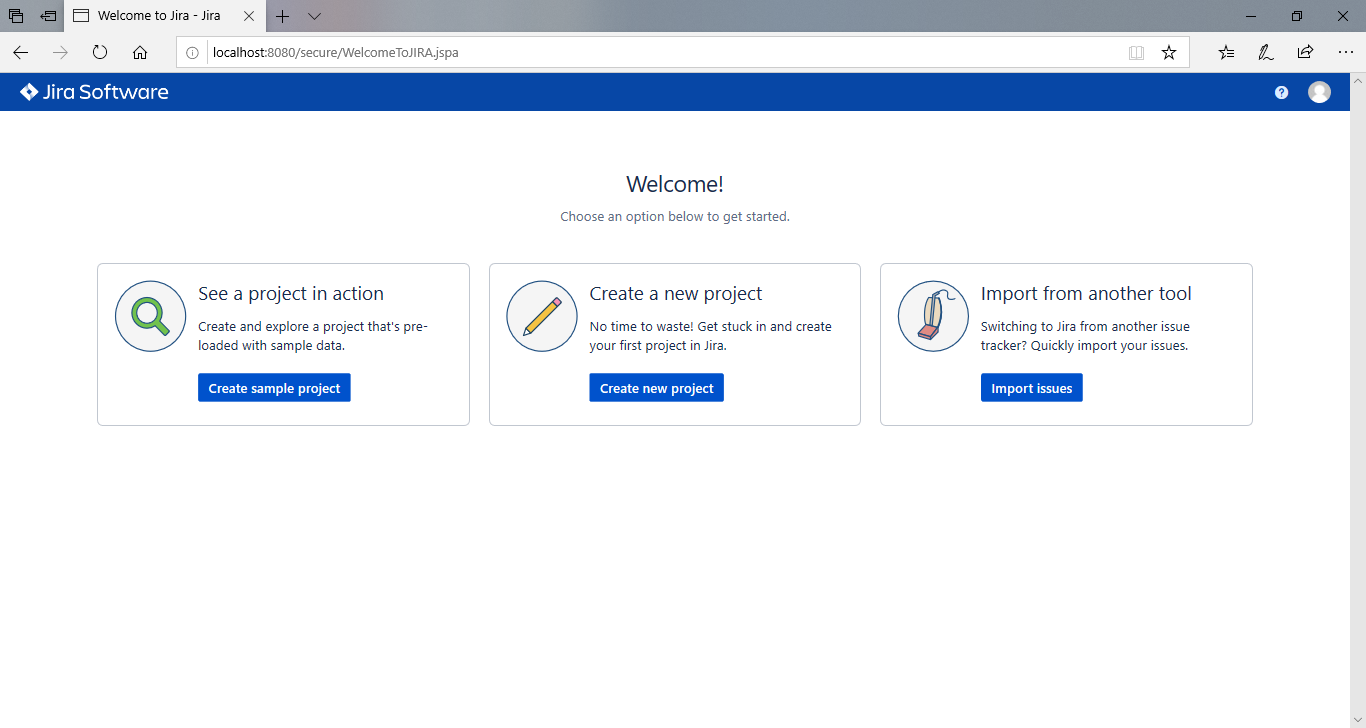 Welcome to Jira - Jira
localhost:8080/secure/WelcomeToJIRA.jspa
Jira Software
?
Welcome!
Choose an option below to get started.
See a project in action
Create and explore a project that's pre-
loaded with sample data.
Create sample project
Create a new project
No time to waste! Get stuck in and create
your first project in Jira.
Create new project
Import from another tool
Switching to Jira from another issue
tracker? Quickly import your issues.
Import issues